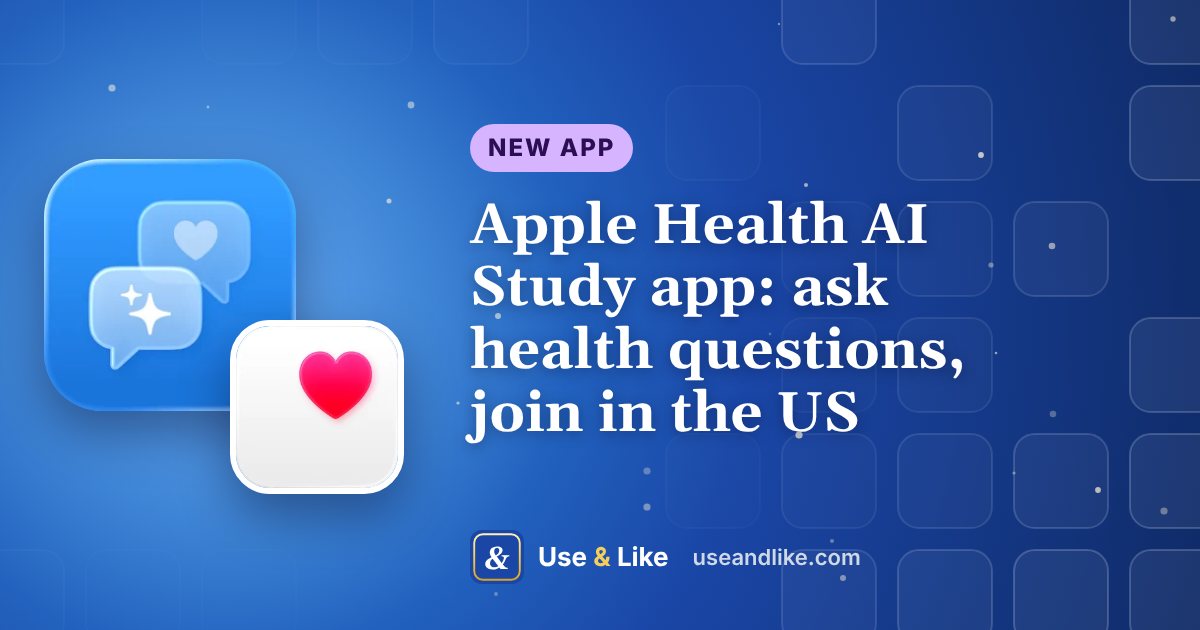 NEW APP
Apple Health AI
Study app: ask
health questions,
join in the US
& Use & Like useandlike.com